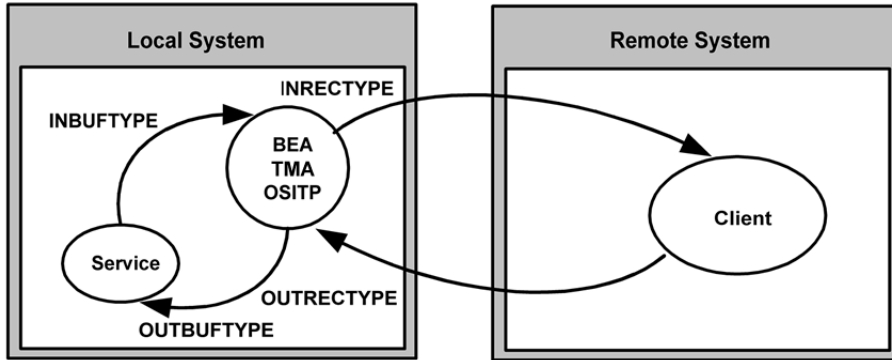 Local System
Remote System
INRECTYPE
INBUFTYPE
BEA
TMA
OSITP
Client
Service
OUTRECTYPE
OUTBUFTYPE